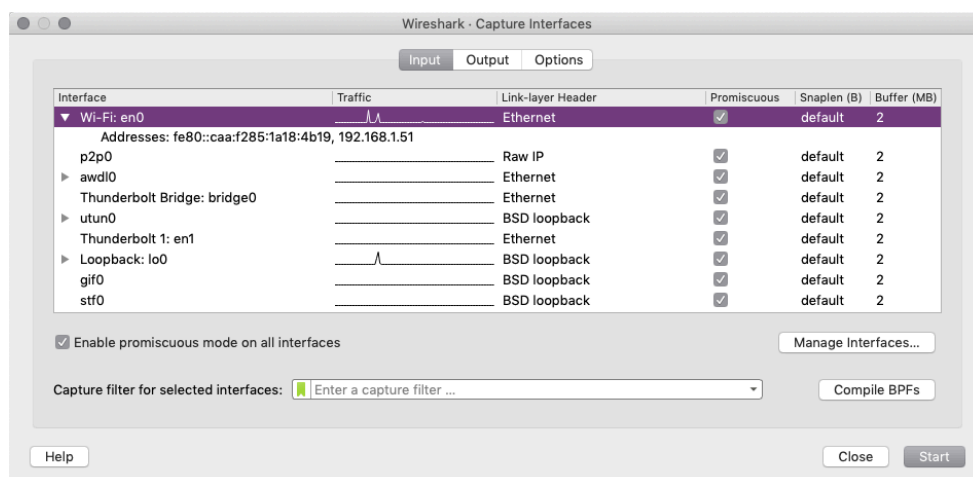 Wireshark · Capture Interfaces
Input Output Options
Interface Traffic Link-layer Header Promiscuous Snaplen (B) Buffer (MB)
Wi-Fi: en0 Ethernet default 2
Addresses: fe80::caa:f285:1a18:4b19, 192.168.1.51
p2p0 Raw IP default 2
awdl0 Ethernet default 2
Thunderbolt Bridge: bridge0 Ethernet default 2
utun0 BSD loopback default 2
Thunderbolt 1: en1 Ethernet default 2
Loopback: lo0 BSD loopback default 2
gif0 BSD loopback default 2
stf0 BSD loopback default 2
Enable promiscuous mode on all interfaces Manage Interfaces...
Capture filter for selected interfaces: Enter a capture filter ... Compile BPFs
Help Close Start